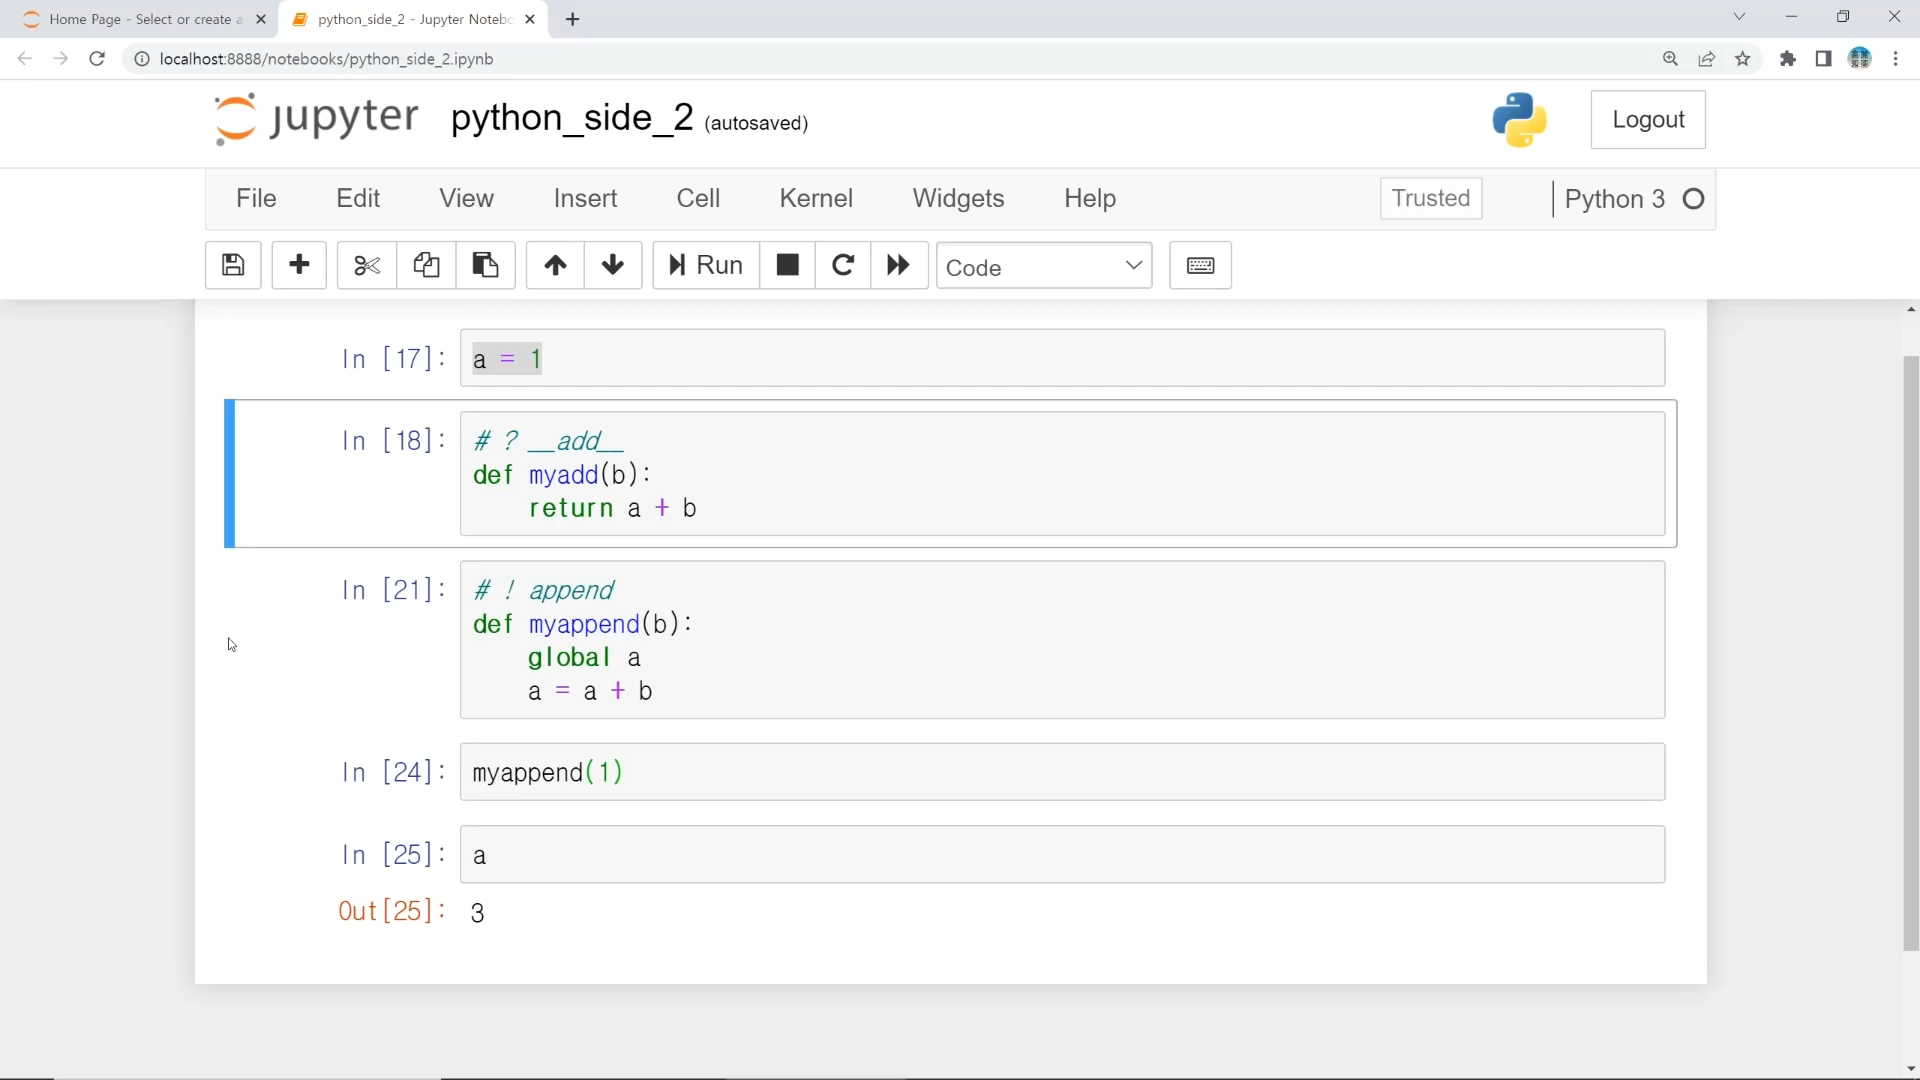 Home Page - Select or create a
python_side_2 - Jupyter Notebo
localhost:8888/notebooks/python_side_2.ipynb
jupyter python_side_2 (autosaved)
Logout
File Edit View Insert Cell Kernel Widgets Help
Trusted
Python 3
Run
Code
In [17]: a = 1
In [18]: # ? __add__
def myadd(b):
return a + b
In [21]: # ! append
def myappend(b):
global a
a = a + b
In [24]: myappend(1)
In [25]: a
Out[25]: 3